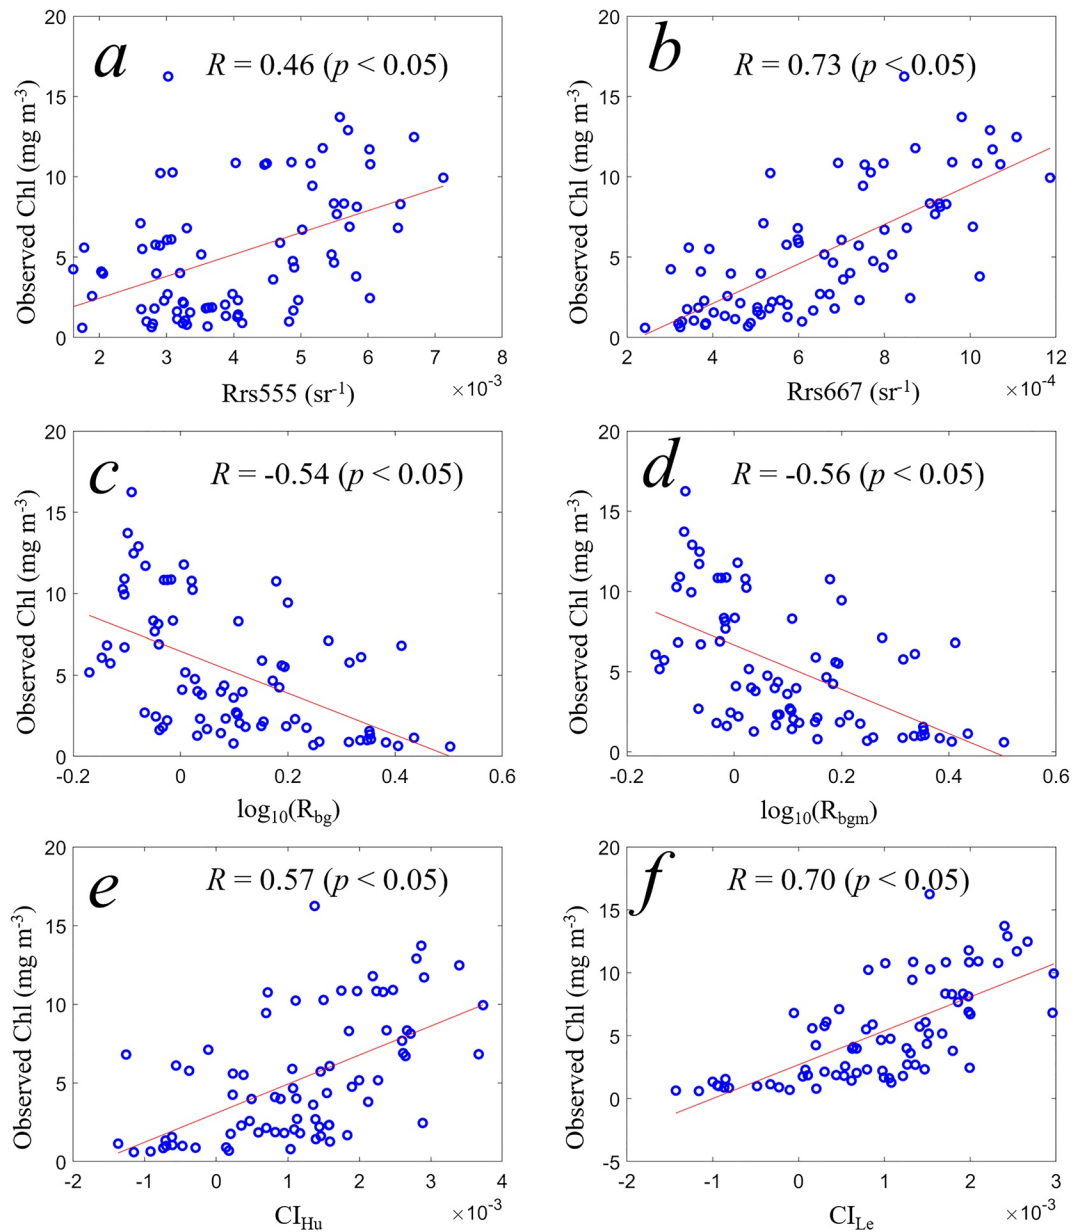 a
R = 0.46 (p < 0.05)
20
15
10
5
0
Observed Chl (mg m-3)
2 3 4 5 6 7 8
Rrs555 (sr-1)
×10-3
b
R = 0.73 (p < 0.05)
20
15
10
5
0
Observed Chl (mg m-3)
2 4 6 8 10 12
Rrs667 (sr-1)
×10-4
c
R = -0.54 (p < 0.05)
20
15
10
5
0
Observed Chl (mg m-3)
-0.2 0 0.2 0.4 0.6
log10(Rbg)
d
R = -0.56 (p < 0.05)
20
15
10
5
0
Observed Chl (mg m-3)
-0.2 0 0.2 0.4 0.6
log10(Rbgm)
e
R = 0.57 (p < 0.05)
20
15
10
5
0
Observed Chl (mg m-3)
-2 -1 0 1 2 3 4
CIHu
×10-3
f
R = 0.70 (p < 0.05)
20
15
10
5
0
-5
Observed Chl (mg m-3)
-2 -1 0 1 2 3
CILe
×10-3